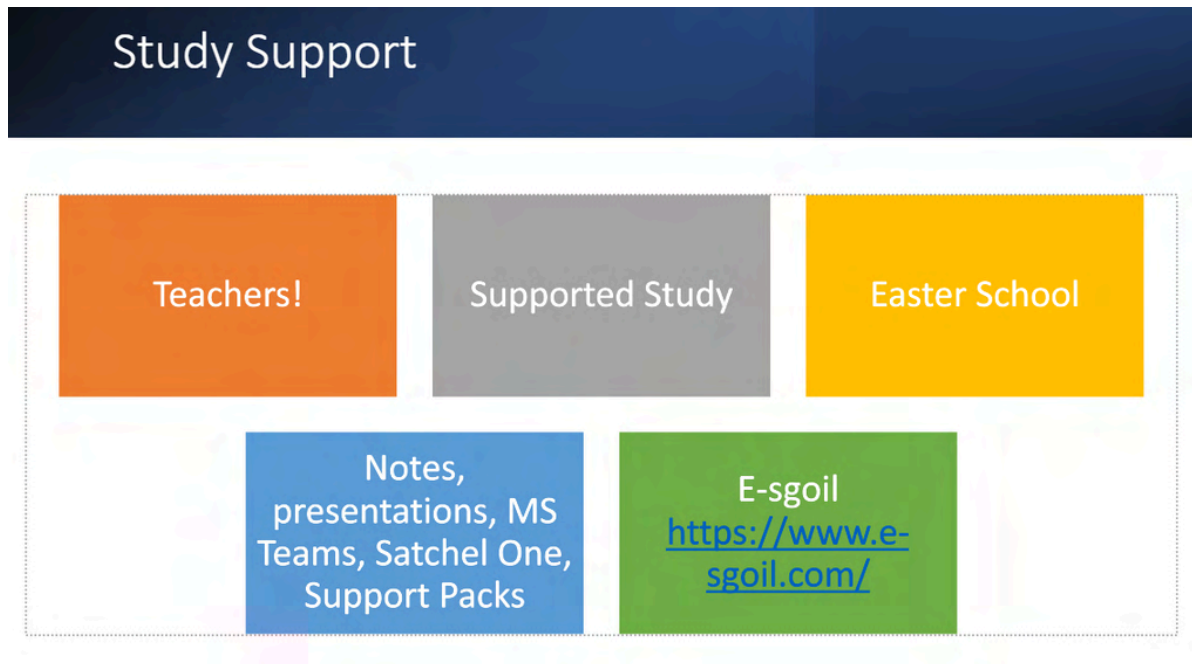 Study Support
Teachers!
Supported Study
Easter School
Notes,
presentations, MS
Teams, Satchel One,
Support Packs
E-sgoil
https://www.e-
sgoil.com/